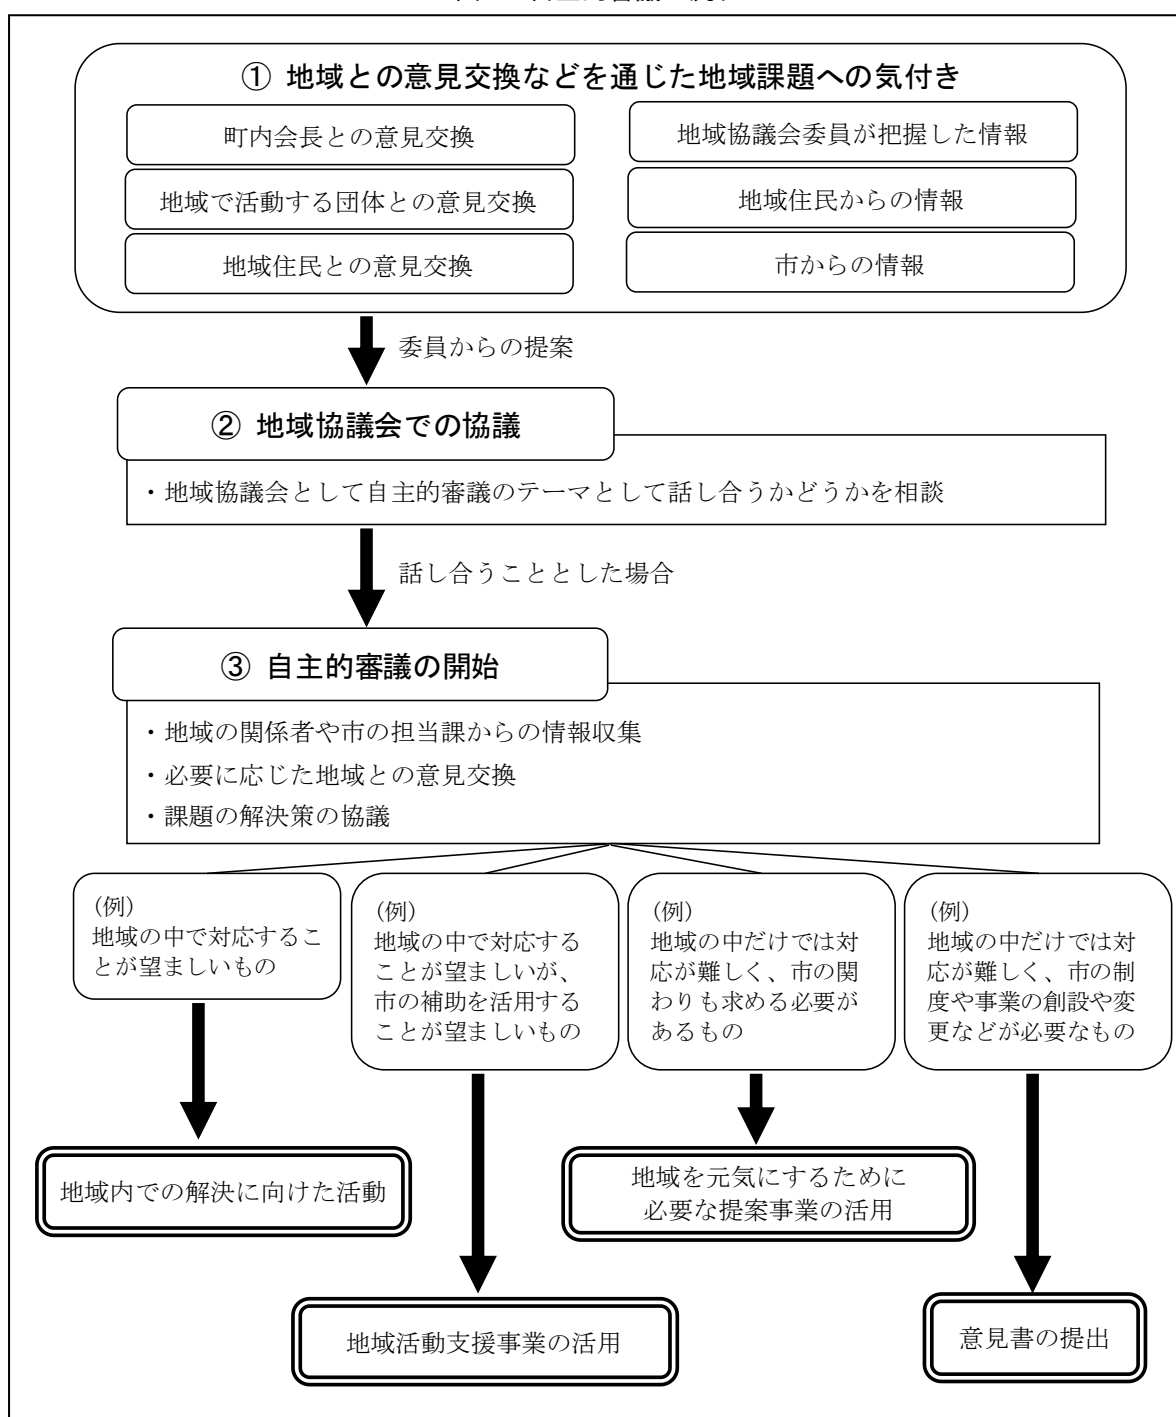 ① 地域との意見交換などを通じた地域課題への気付き
町内会長との意見交換
地域で活動する団体との意見交換
地域住民との意見交換
地域協議会委員が把握した情報
地域住民からの情報
市からの情報
委員からの提案
② 地域協議会での協議
・地域協議会として自主的審議のテーマとして話し合うかどうかを相談
話し合うこととした場合
③ 自主的審議の開始
・地域の関係者や市の担当課からの情報収集
・必要に応じた地域との意見交換
・課題の解決策の協議
(例)
地域の中で対応するこ
とが望ましいもの
(例)
地域の中で対応する
ことが望ましいが、
市の補助を活用する
ことが望ましいもの
(例)
地域の中だけでは対
応が難しく、市の関
わりも求める必要が
あるもの
(例)
地域の中だけでは対
応が難しく、市の制
度や事業の創設や変
更などが必要なもの
地域内での解決に向けた活動
地域活動支援事業の活用
地域を元気にするために
必要な提案事業の活用
意見書の提出